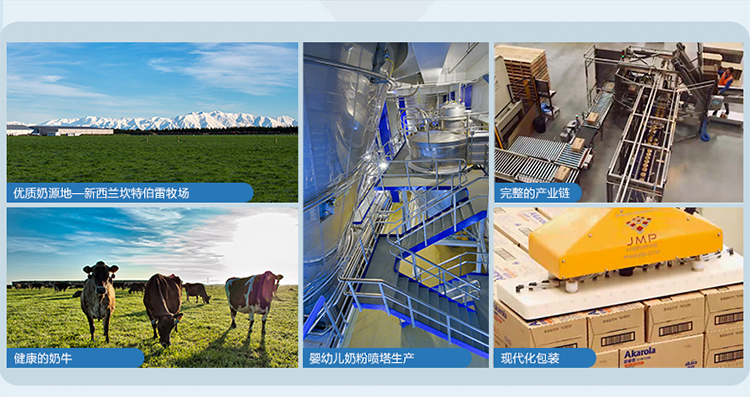 优质奶源地—新西兰坎特伯雷牧场
健康的奶牛
婴幼儿奶粉喷塔生产
完整的产业链
JMP
Akarola
现代化包装